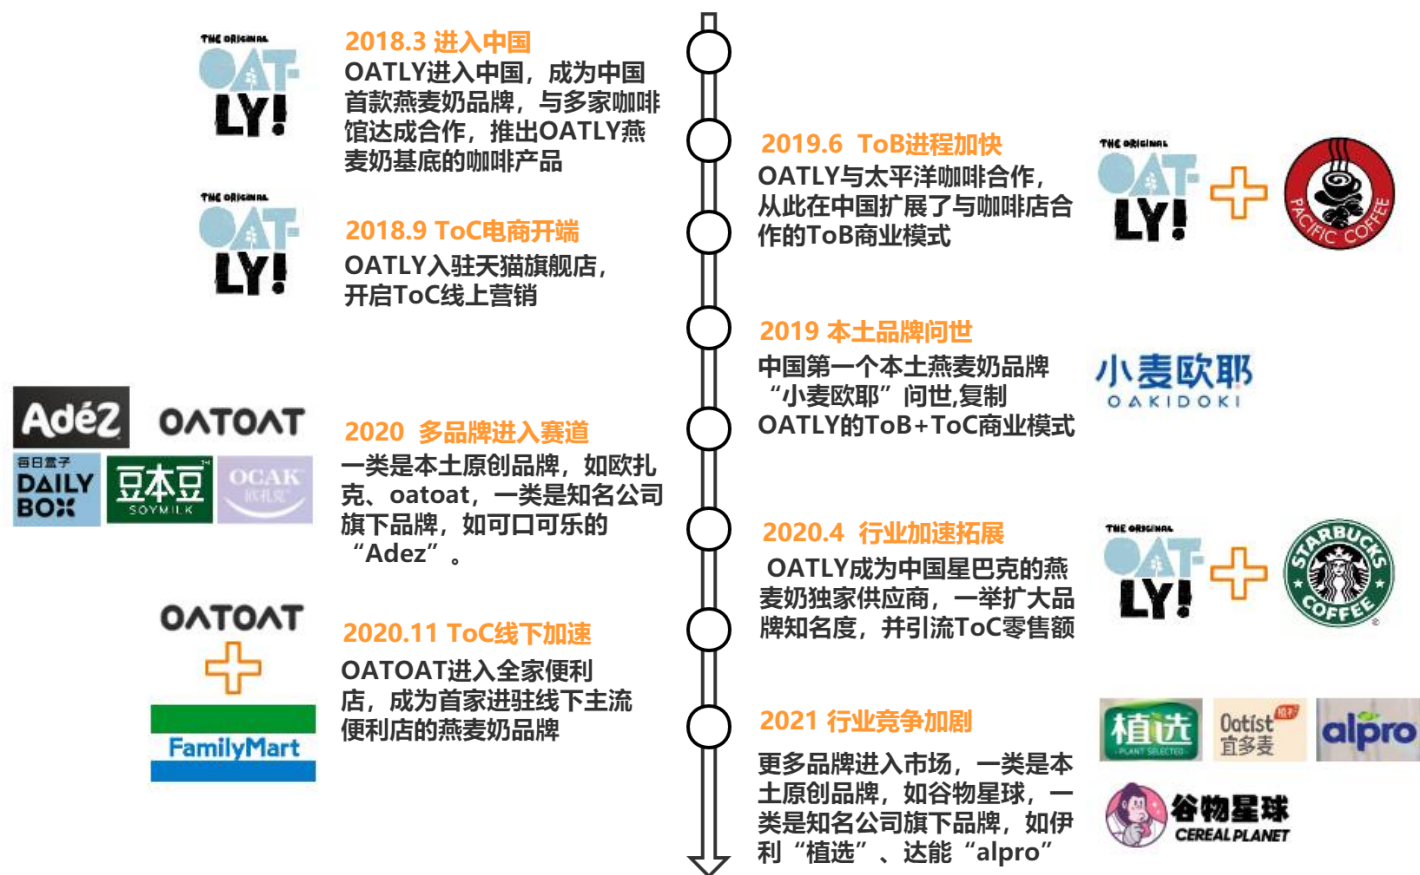 THE ORIGINAL
OAT-
LY!
2018.3 进入中国
OATLY进入中国，成为中国
首款燕麦奶品牌，与多家咖啡
馆达成合作，推出OATLY燕
麦奶基底的咖啡产品
2019.6 ToB进程加快
OATLY与太平洋咖啡合作，
从此在中国扩展了与咖啡店合
作的ToB商业模式
THE ORIGINAL
OAT-
LY!
PACIFIC COFFEE
THE ORIGINAL
OAT-
LY!
2018.9 ToC电商开端
OATLY入驻天猫旗舰店，
开启ToC线上营销
2019 本土品牌问世
中国第一个本土燕麦奶品牌
“小麦欧耶”问世,复制
OATLY的ToB+ToC商业模式
小麦欧耶
OAKIDOKI
AdéZ
OATOAT
每日盒子
DAILY
BOX
豆本豆
SOYMILK
OCAK
欧扎克
2020 多品牌进入赛道
一类是本土原创品牌，如欧扎
克、oatoat，一类是知名公司
旗下品牌，如可口可乐的
“Adez”。
2020.4 行业加速拓展
OATLY成为中国星巴克的燕
麦奶独家供应商，一举扩大品
牌知名度，并引流ToC零售额
THE ORIGINAL
OAT-
LY!
STARBUCKS
COFFEE
OATOAT
FamilyMart
2020.11 ToC线下加速
OATOAT进入全家便利
店，成为首家进驻线下主流
便利店的燕麦奶品牌
2021 行业竞争加剧
更多品牌进入市场，一类是本
土原创品牌，如谷物星球，一
类是知名公司旗下品牌，如伊
利“植选”、达能“alpro”
植选
PLANT SELECTED
Oatist
宜多麦
alpro
谷物星球
CEREAL PLANET